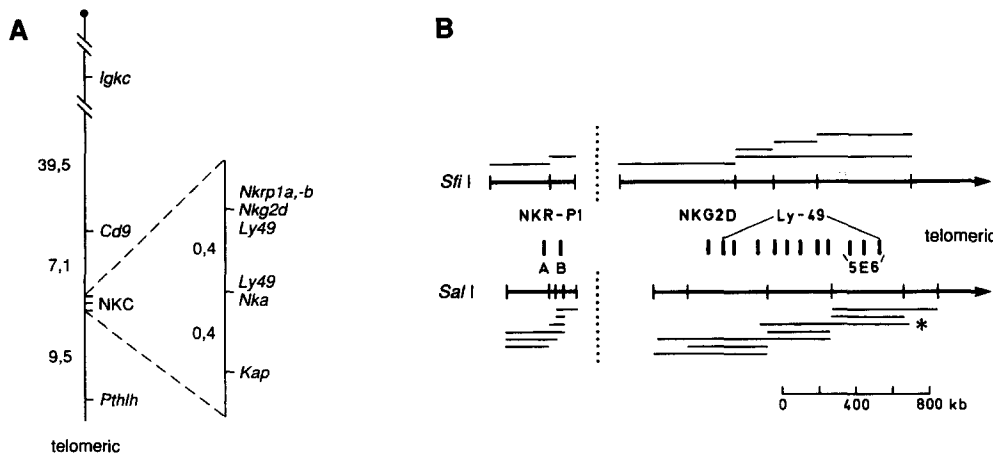 A
Igkc
39,5
Cd9
7,1
NKC
9,5
Pthlh
telomeric
Nkrp1a,-b
Nkg2d
Ly49
0,4
Ly49
Nka
0,4
Kap
B
Sfi I
NKR-P1
NKG2D
Ly-49
telomeric
A B
5E6
Sal I
*
0 400 800 kb